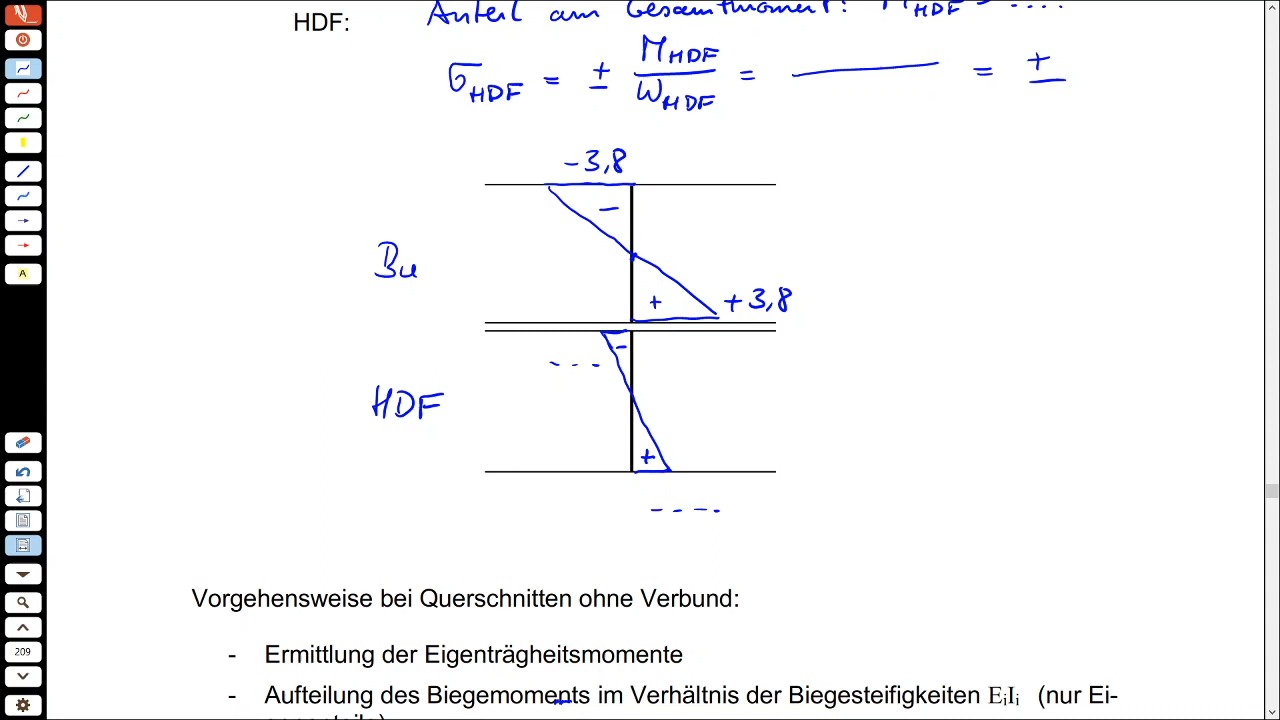 Anteil am Gesamtmoment: M_HDF = ....
HDF:
σ_HDF = ± M_HDF / W_HDF = ——— = ±
-3,8
-
Bu
+ +3,8
-
- - -
HDF
+
- - - -
Vorgehensweise bei Querschnitten ohne Verbund:
- Ermittlung der Eigenträgheitsmomente
- Aufteilung des Biegemoments im Verhältnis der Biegesteifigkeiten EᵢIᵢ (nur Ei-
genanteile)
A
209